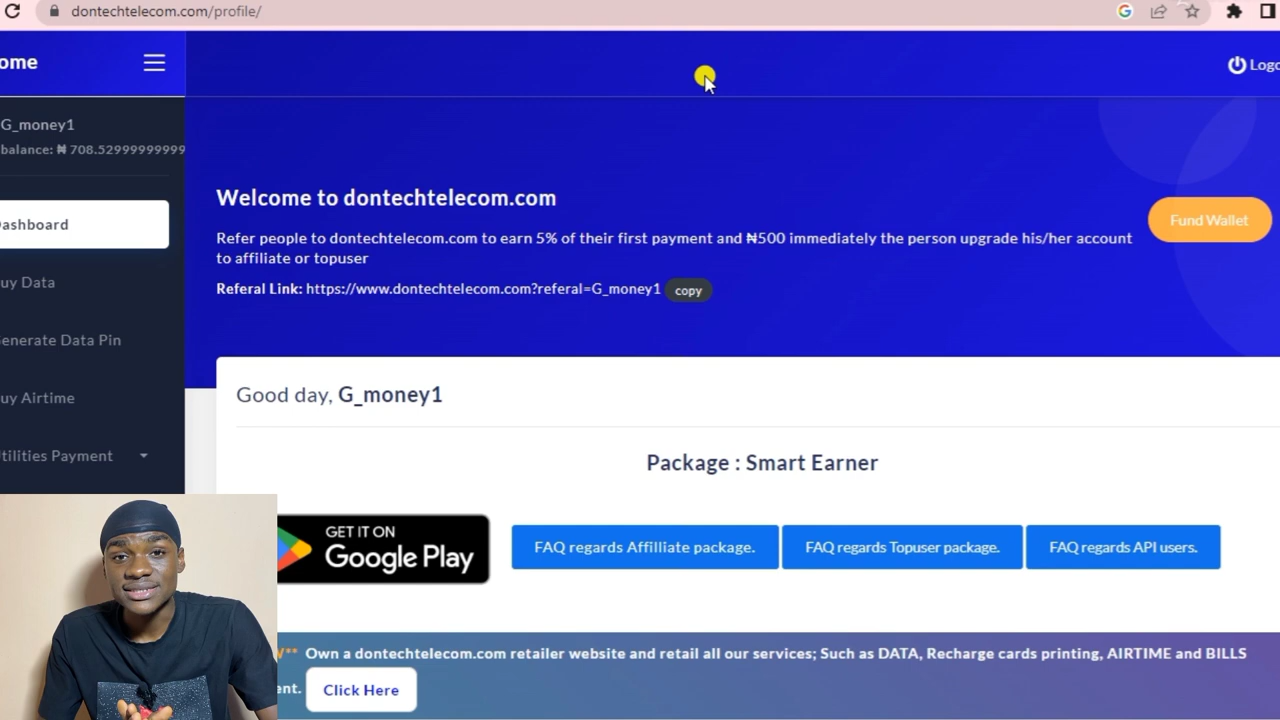 dontechtelecom.com/profile/
ome
Logo
G_money1
balance: ₦ 708.52999999999
Dashboard
Welcome to dontechtelecom.com
Refer people to dontechtelecom.com to earn 5% of their first payment and ₦500 immediately the person upgrade his/her account
to affiliate or topuser
Fund Wallet
Referal Link: https://www.dontechtelecom.com?referal=G_money1 copy
uy Data
enerate Data Pin
uy Airtime
tilities Payment
Good day, G_money1
Package : Smart Earner
GET IT ON
Google Play
FAQ regards Affilliate package.
FAQ regards Topuser package.
FAQ regards API users.
** Own a dontechtelecom.com retailer website and retail all our services; Such as DATA, Recharge cards printing, AIRTIME and BILLS
ent. Click Here